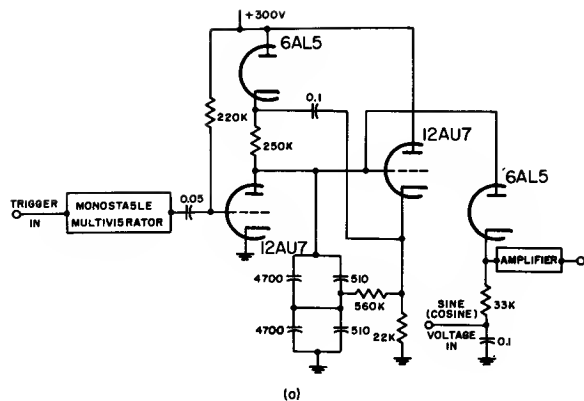 +300V
6AL5
220K
0.1
250K
12AU7
6AL5
TRIGGER
IN
MONOSTABLE
MULTIVIBRATOR
0.05
12AU7
AMPLIFIER
4700
510
560K
4700
510
22K
SINE
(COSINE)
VOLTAGE
IN
33K
0.1
(a)